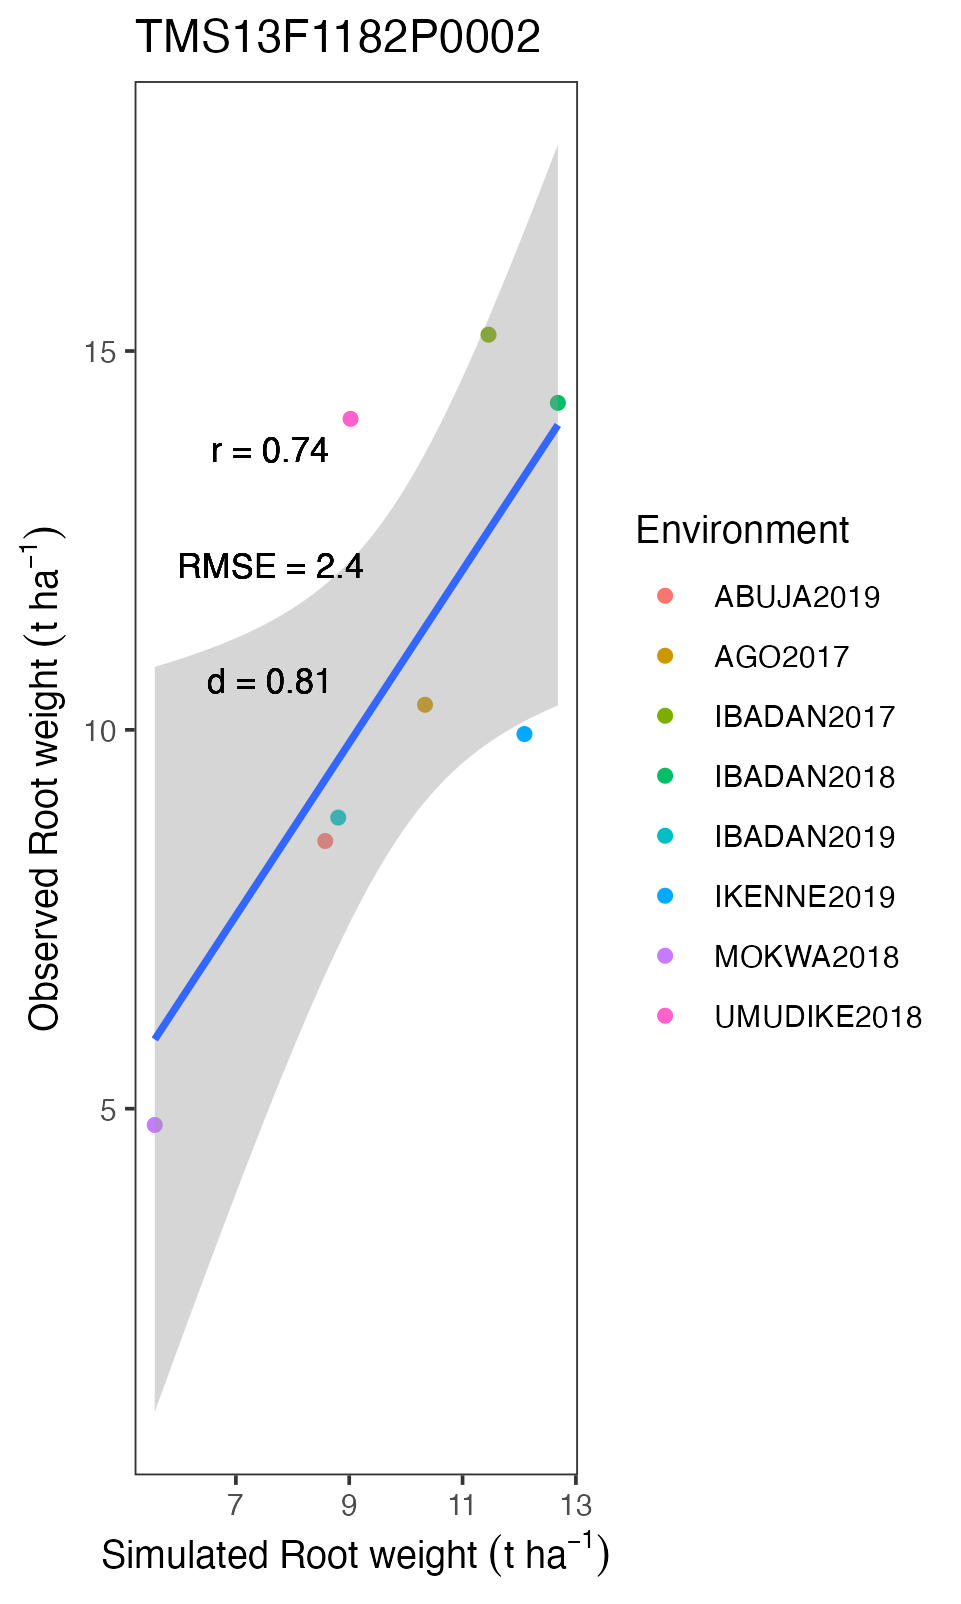 TMS13F1182P0002
15
10
5
r = 0.74
RMSE = 2.4
d = 0.81
Observed Root weight (t ha⁻¹)
7 9 11 13
Simulated Root weight (t ha⁻¹)
Environment
ABUJA2019
AGO2017
IBADAN2017
IBADAN2018
IBADAN2019
IKENNE2019
MOKWA2018
UMUDIKE2018